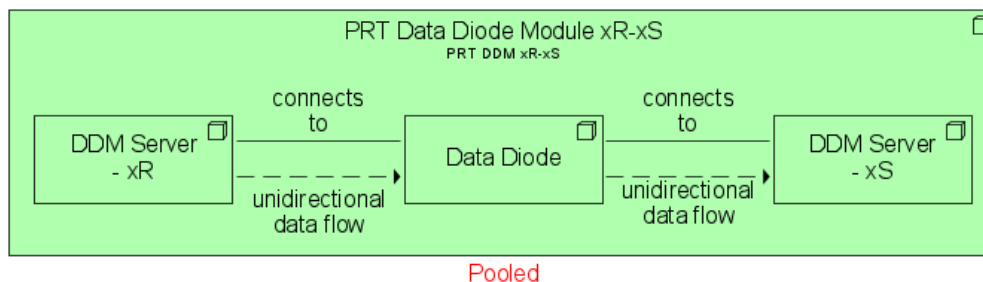 PRT Data Diode Module xR-xS
PRT DDM xR-xS
connects
to
connects
to
DDM Server
- xR
Data Diode
DDM Server
- xS
unidirectional
data flow
unidirectional
data flow
Pooled